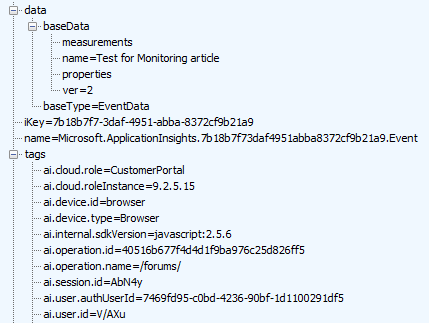 data
baseData
measurements
name=Test for Monitoring article
properties
ver=2
baseType=EventData
iKey=7b18b7f7-3daf-4951-abba-8372cf9b21a9
name=Microsoft.ApplicationInsights.7b18b7f73daf4951abba8372cf9b21a9.Event
tags
ai.cloud.role=CustomerPortal
ai.cloud.roleInstance=9.2.5.15
ai.device.id=browser
ai.device.type=Browser
ai.internal.sdkVersion=javascript:2.5.6
ai.operation.id=40516b677f4d4d1f9ba976c25d826ff5
ai.operation.name=/forums/
ai.session.id=AbN4y
ai.user.authUserId=7469fd95-c0bd-4236-90bf-1d1100291df5
ai.user.id=V/AXu